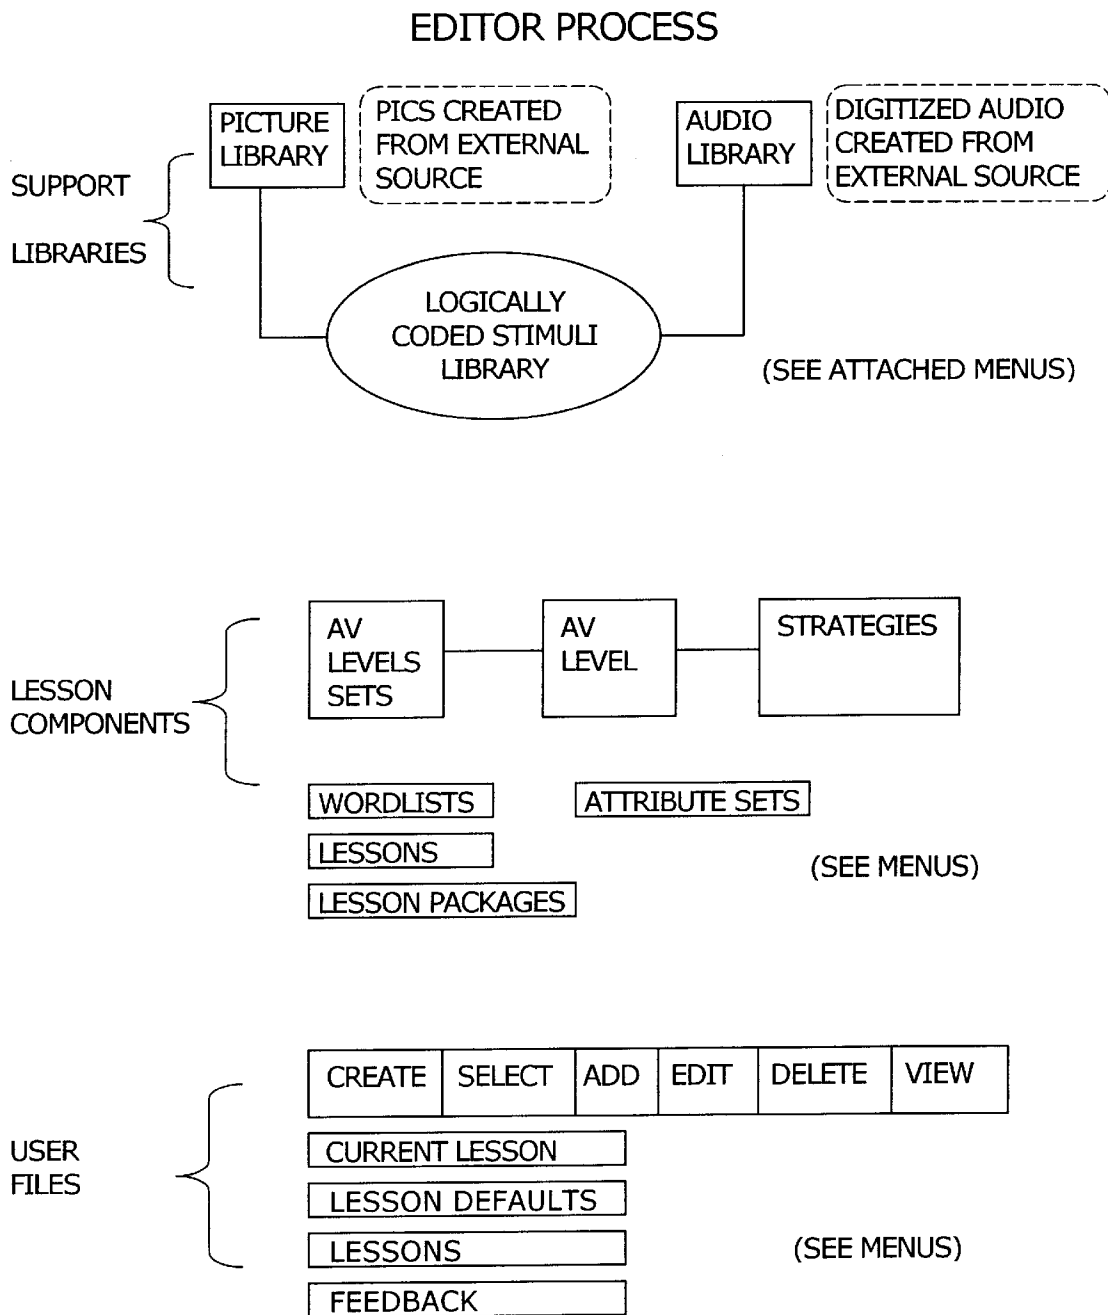 EDITOR PROCESS
PICTURE
LIBRARY
PICS CREATED
FROM EXTERNAL
SOURCE
AUDIO
LIBRARY
DIGITIZED AUDIO
CREATED FROM
EXTERNAL SOURCE
SUPPORT
LIBRARIES
LOGICALLY
CODED STIMULI
LIBRARY
(SEE ATTACHED MENUS)
LESSON
COMPONENTS
AV
LEVELS
SETS
AV
LEVEL
STRATEGIES
WORDLISTS
ATTRIBUTE SETS
LESSONS
LESSON PACKAGES
(SEE MENUS)
USER
FILES
CREATE
SELECT
ADD
EDIT
DELETE
VIEW
CURRENT LESSON
LESSON DEFAULTS
LESSONS
FEEDBACK
(SEE MENUS)